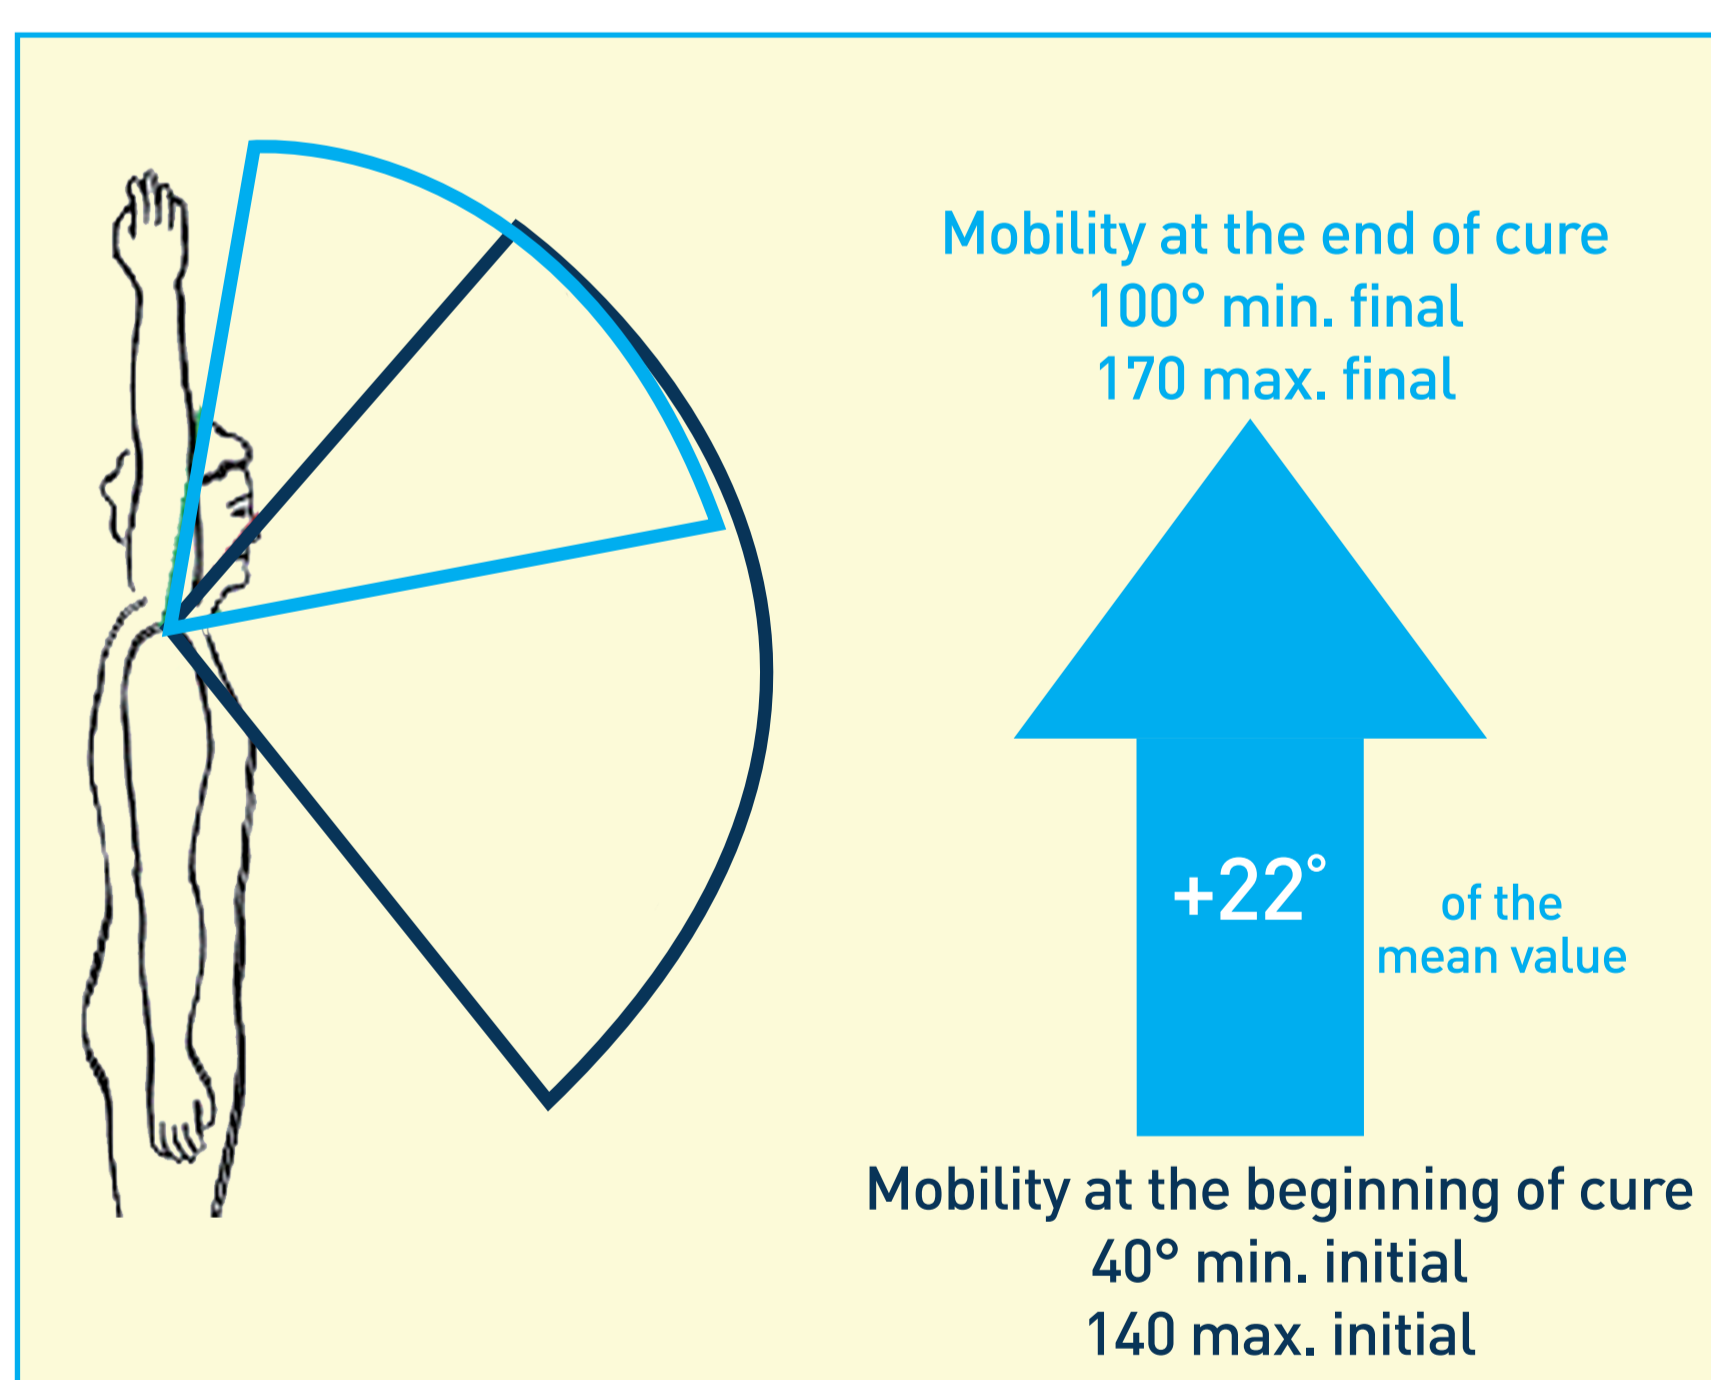 Mobility at the end of cure
100° min. final
170 max. final
+22°
of the
mean value
Mobility at the beginning of cure
40° min. initial
140 max. initial